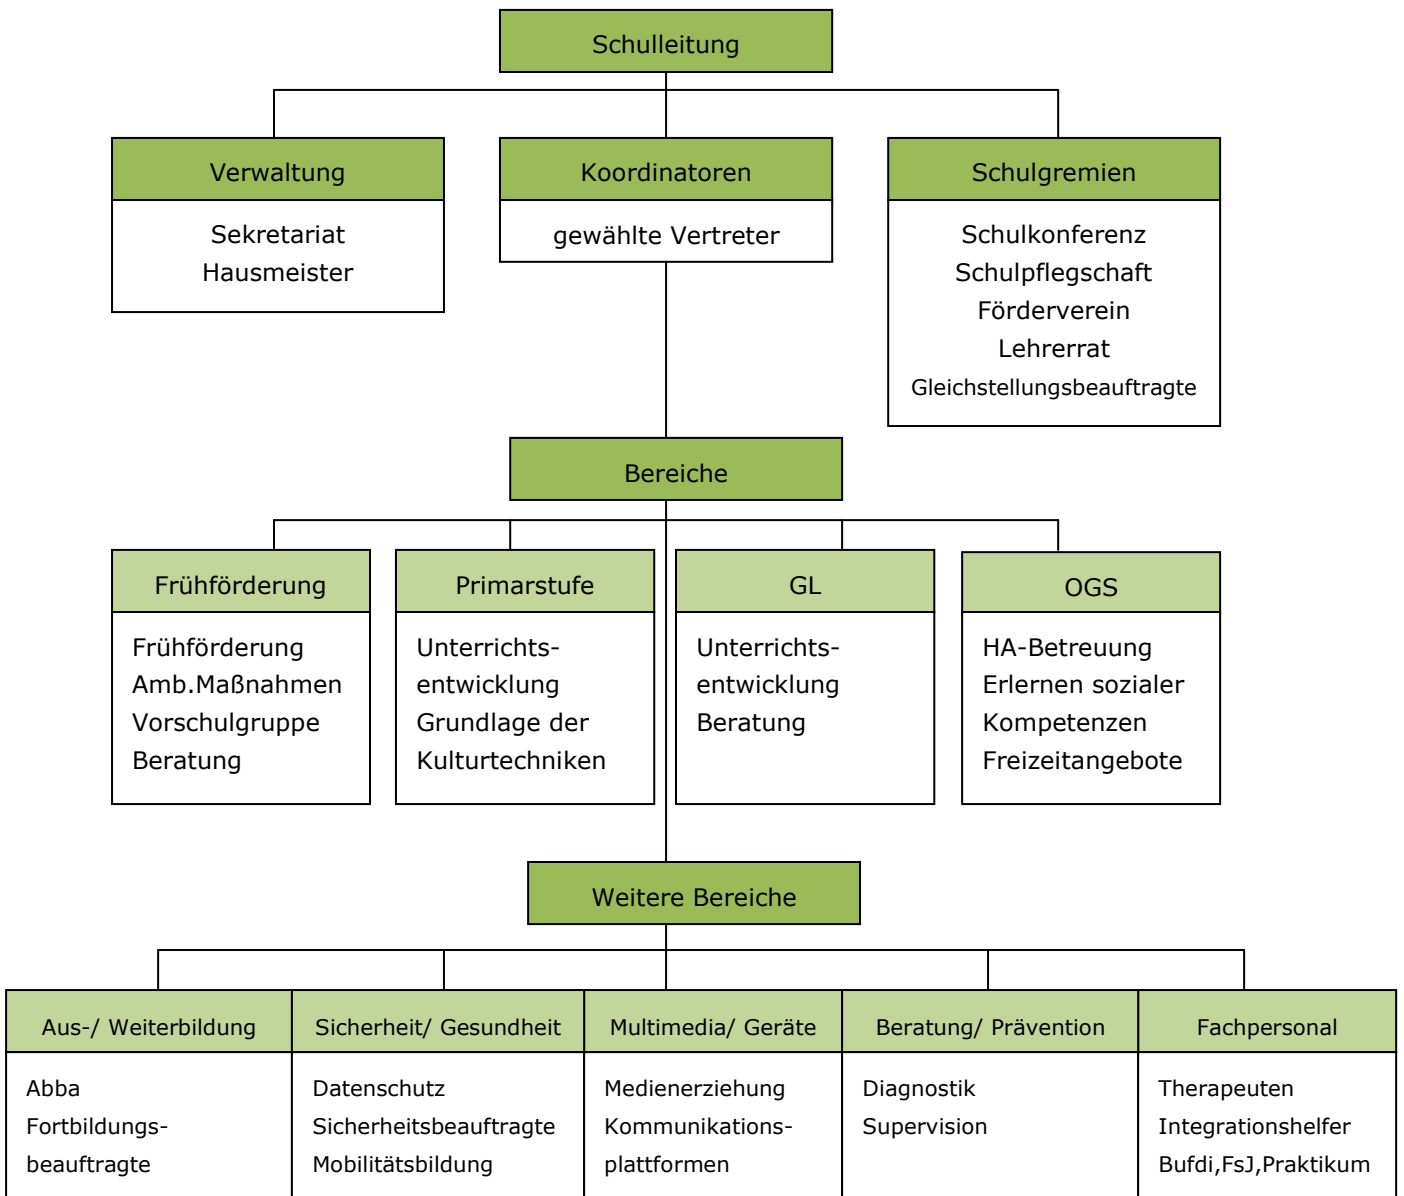 Schulleitung
Verwaltung
Sekretariat
Hausmeister
Koordinatoren
gewählte Vertreter
Schulgremien
Schulkonferenz
Schulpflegschaft
Förderverein
Lehrerrat
Gleichstellungsbeauftragte
Bereiche
Frühförderung
Frühförderung
Amb.Maßnahmen
Vorschulgruppe
Beratung
Primarstufe
Unterrichts-
entwicklung
Grundlage der
Kulturtechniken
GL
Unterrichts-
entwicklung
Beratung
OGS
HA-Betreuung
Erlernen sozialer
Kompetenzen
Freizeitangebote
Weitere Bereiche
Aus-/ Weiterbildung
Abba
Fortbildungs-
beauftragte
Sicherheit/ Gesundheit
Datenschutz
Sicherheitsbeauftragte
Mobilitätsbildung
Multimedia/ Geräte
Medienerziehung
Kommunikations-
plattformen
Beratung/ Prävention
Diagnostik
Supervision
Fachpersonal
Therapeuten
Integrationshelfer
Bufdi,FsJ,Praktikum